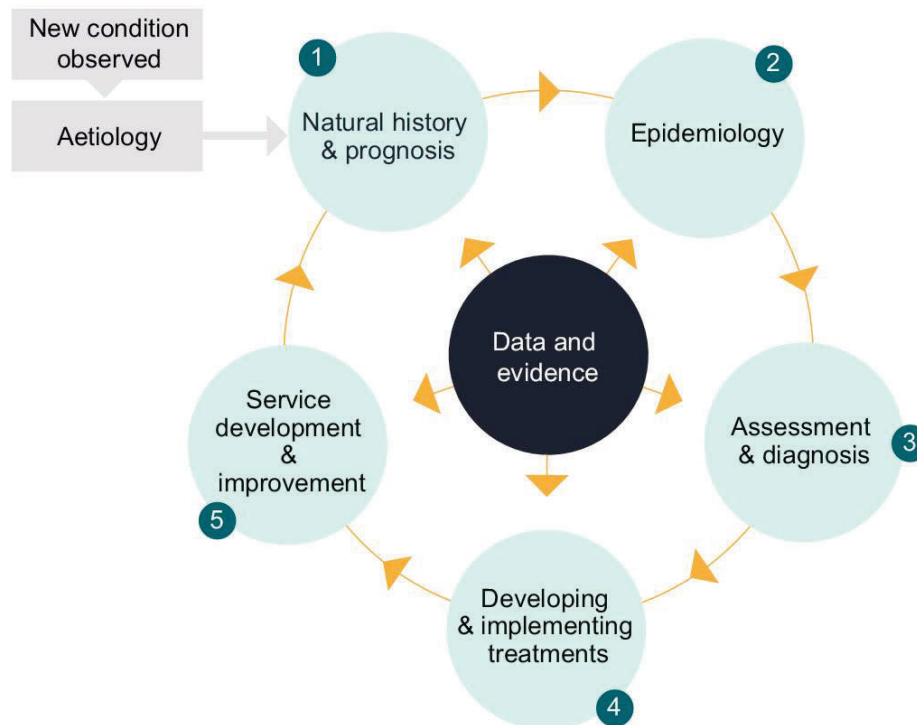 New condition
observed
Aetiology
1
Natural history
& prognosis
2
Epidemiology
3
Assessment
& diagnosis
4
Developing
& implementing
treatments
5
Service
development
&
improvement
Data and
evidence